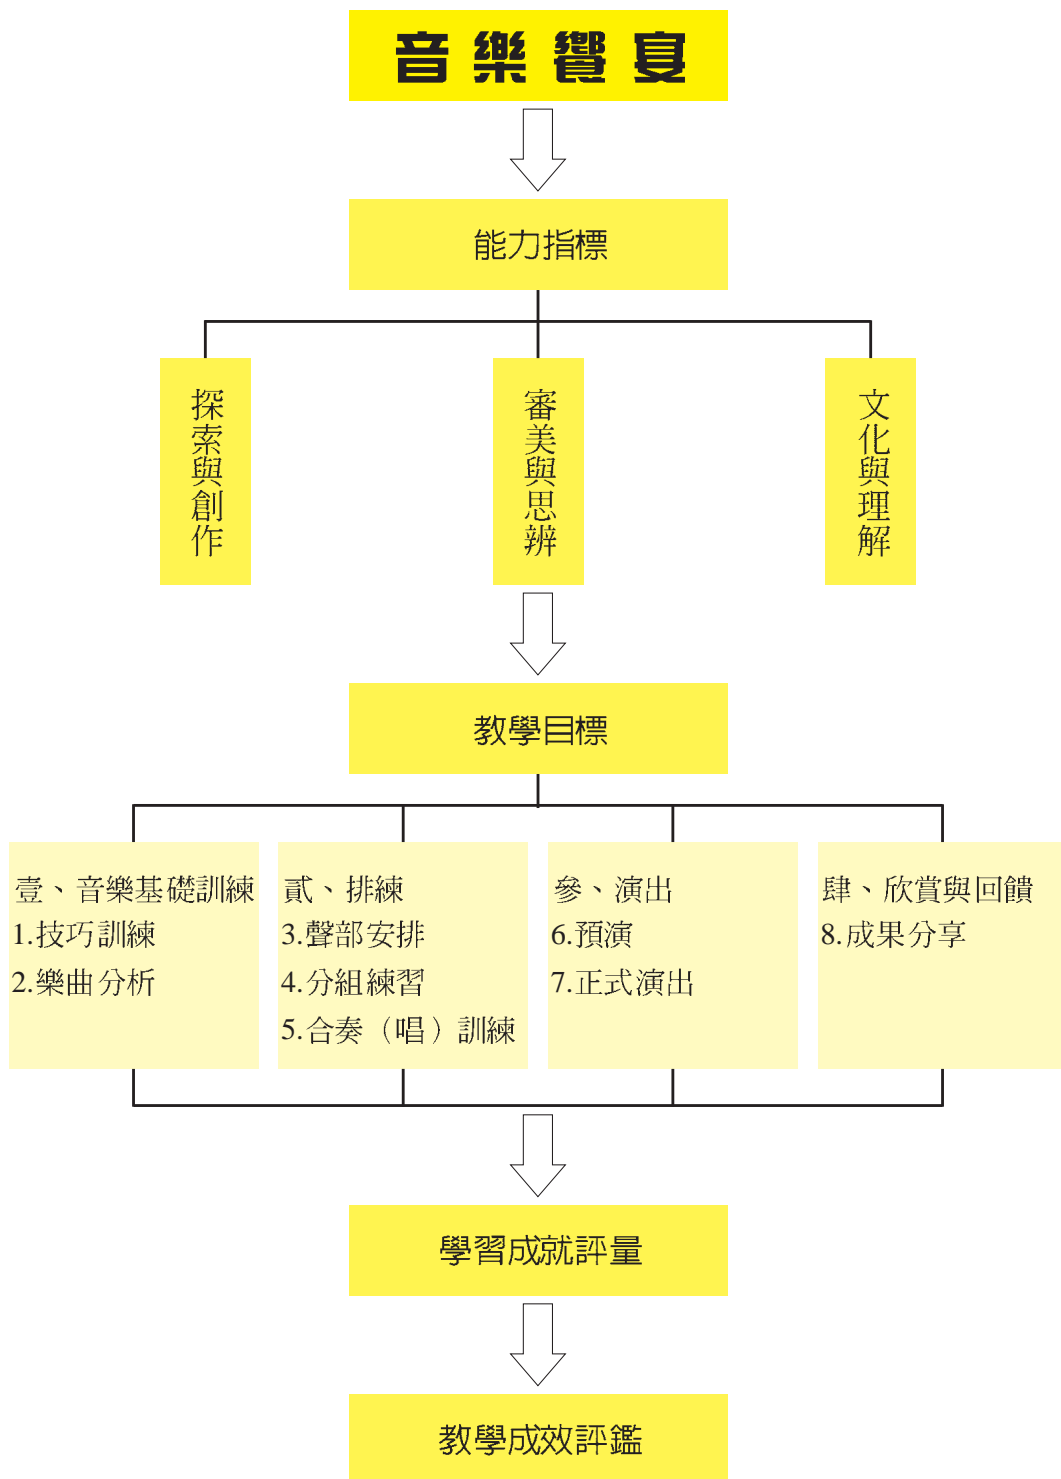 音樂饗宴
能力指標
探索與創作
審美與思辨
文化與理解
教學目標
壹、音樂基礎訓練
1.技巧訓練
2.樂曲分析
貳、排練
3.聲部安排
4.分組練習
5.合奏（唱）訓練
參、演出
6.預演
7.正式演出
肆、欣賞與回饋
8.成果分享
學習成就評量
教學成效評鑑